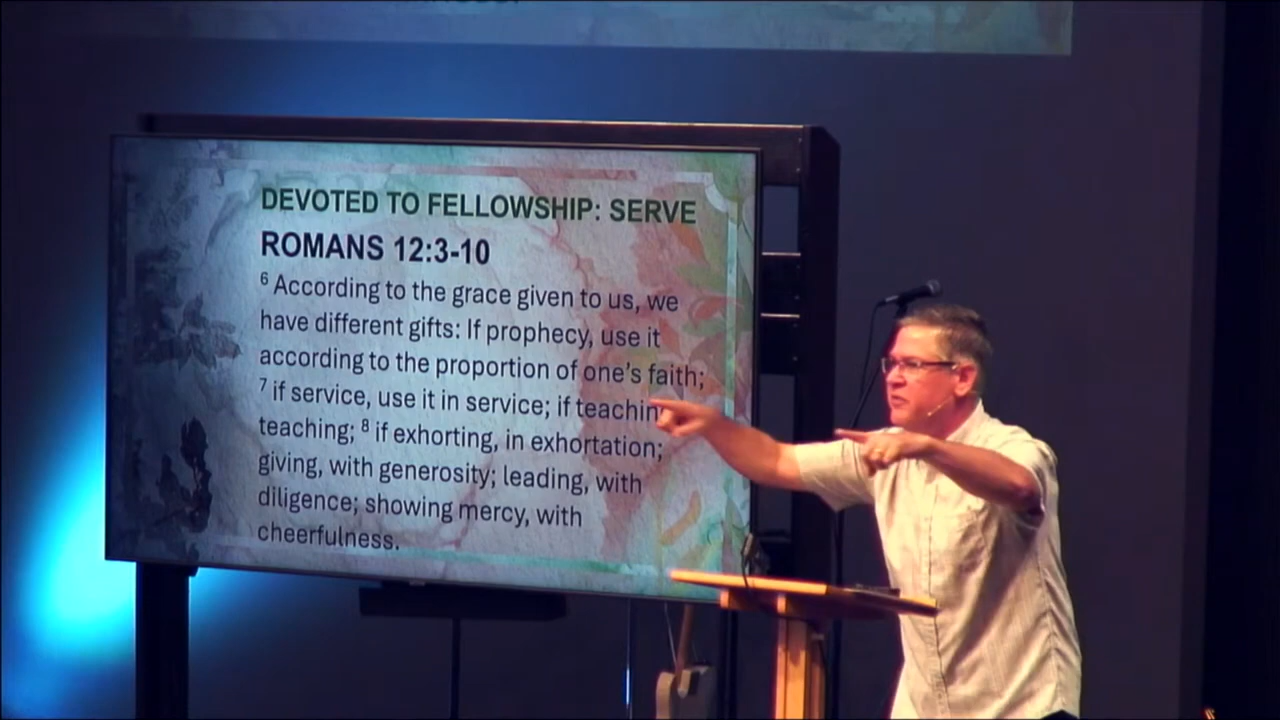 DEVOTED TO FELLOWSHIP: SERVE
ROMANS 12:3-10
⁶ According to the grace given to us, we
have different gifts: If prophecy, use it
according to the proportion of one's faith;
⁷ if service, use it in service; if
teaching; ⁸ if exhorting, in exhortation;
giving, with generosity; leading, with
diligence; showing mercy, with
cheerfulness.